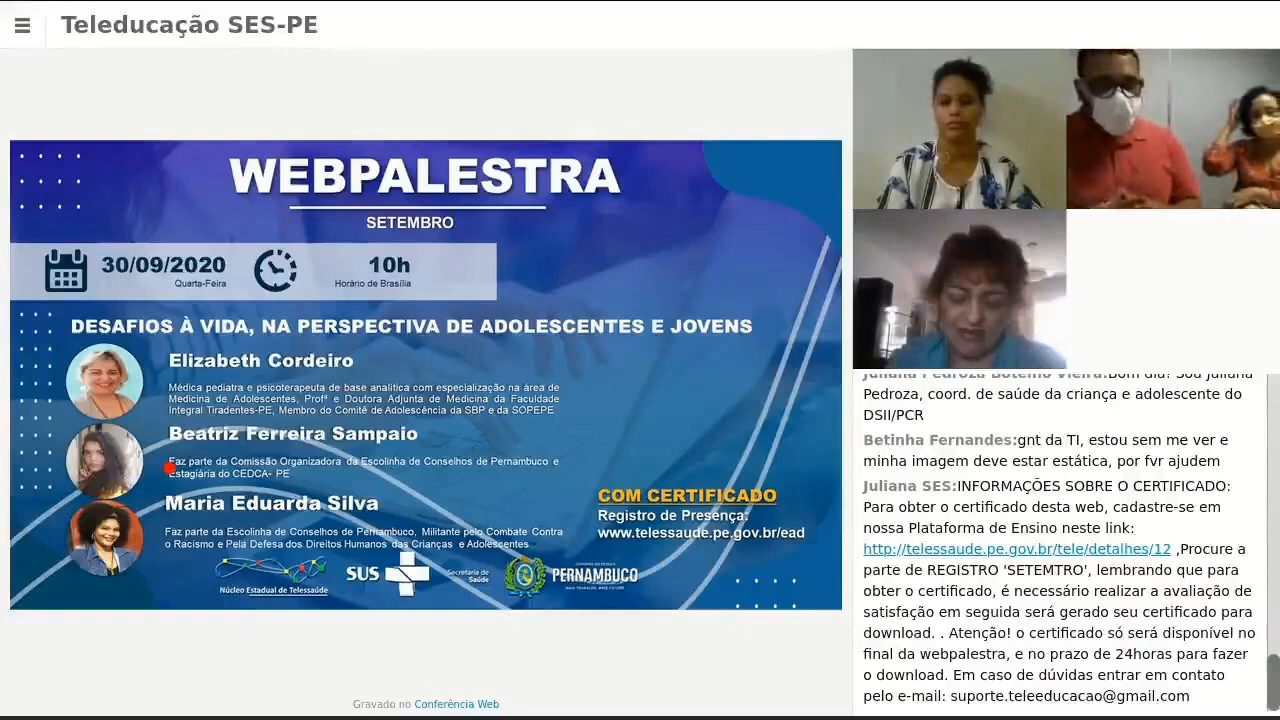 Teleducação SES-PE
WEBPALESTRA
SETEMBRO
30/09/2020
Quarta-Feira
10h
Horário de Brasília
DESAFIOS À VIDA, NA PERSPECTIVA DE ADOLESCENTES E JOVENS
Elizabeth Cordeiro
Médica pediatra e psicoterapeuta de base analítica com especialização na área de
Medicina de Adolescentes, Profª e Doutora Adjunta de Medicina da Faculdade
Integral Tiradentes-PE, Membro do Comitê de Adolescência da SBP e da SOPEPE
Beatriz Ferreira Sampaio
Faz parte da Comissão Organizadora da Escolinha de Conselhos de Pernambuco e
Estagiária do CEDCA- PE
Maria Eduarda Silva
Faz parte da Escolinha de Conselhos de Pernambuco, Militante pelo Combate Contra
o Racismo e Pela Defesa dos Direitos Humanos das Crianças e Adolescentes
COM CERTIFICADO
Registro de Presença:
www.telessaude.pe.gov.br/ead
Núcleo Estadual de Telessaúde
SUS
Secretaria de
Saúde
PERNAMBUCO
Gravado no Conferência Web
Juliana Pedroza Botelho Vieira:Bom dia! Sou Juliana
Pedroza, coord. de saúde da criança e adolescente do
DSII/PCR
Betinha Fernandes:gnt da TI, estou sem me ver e
minha imagem deve estar estática, por fvr ajudem
Juliana SES:INFORMAÇÕES SOBRE O CERTIFICADO:
Para obter o certificado desta web, cadastre-se em
nossa Plataforma de Ensino neste link:
http://telessaude.pe.gov.br/tele/detalhes/12 ,Procure a
parte de REGISTRO 'SETEMTRO', lembrando que para
obter o certificado, é necessário realizar a avaliação de
satisfação em seguida será gerado seu certificado para
download. . Atenção! o certificado só será disponível no
final da webpalestra, e no prazo de 24horas para fazer
o download. Em caso de dúvidas entrar em contato
pelo e-mail: suporte.teleeducacao@gmail.com